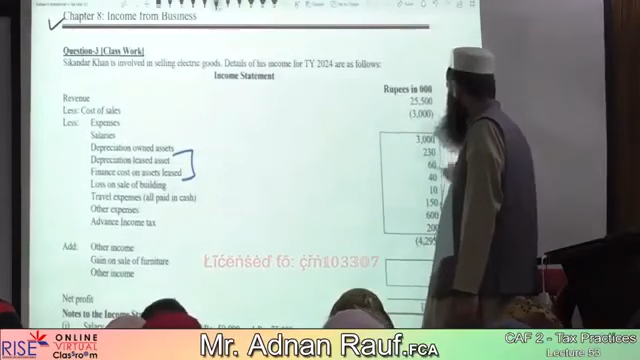 Chapter 8: Income from Business
Question-3 [Class Work]
Sikandar Khan is involved in selling electric goods. Details of his income for TY 2024 are as follows:
Income Statement
Rupees in 000
Revenue 25,500
Less: Cost of sales (3,000)
Less: Expenses
Salaries 3,000
Depreciation owned assets 230
Depreciation leased asset 60
Finance cost on assets leased 40
Loss on sale of building 10
Travel expenses (all paid in cash) 150
Other expenses 600
Advance Income tax 200
(4,29
Add: Other income
Gain on sale of furniture
Other income
Net profit
Notes to the Income
Łīčëňšëď ťő: çřñ103307
RISE
ONLINE
VIRTUAL
Classroom
Mr. Adnan Rauf.FCA
CAF 2 - Tax Practices
Lecture 53